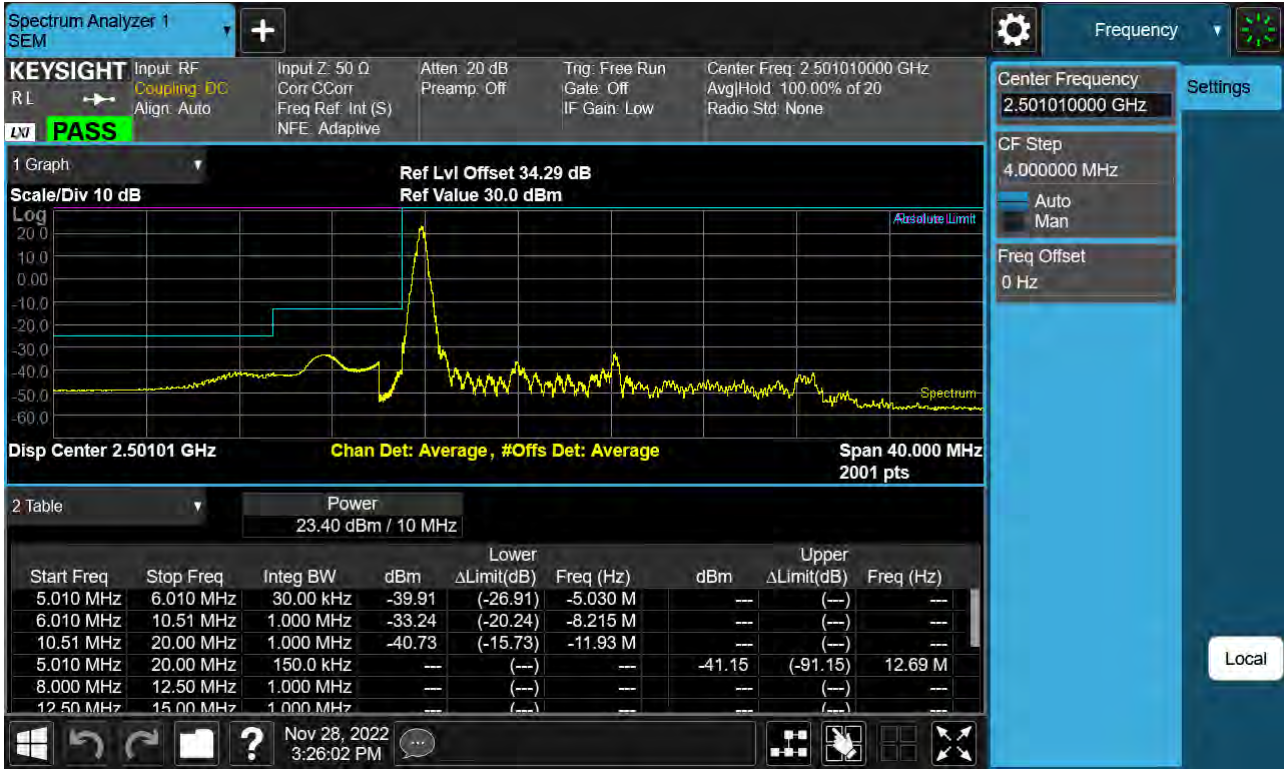 Spectrum Analyzer 1
SEM
Frequency
KEYSIGHT
R L
LXI
PASS
Input: RF
Coupling: DC
Align: Auto
Input Z: 50 Ω
Corr CCorr
Freq Ref: Int (S)
NFE: Adaptive
Atten: 20 dB
Preamp: Off
Trig: Free Run
Gate: Off
IF Gain: Low
Center Freq: 2.501010000 GHz
Avg|Hold: 100.00% of 20
Radio Std: None
Center Frequency
2.501010000 GHz
Settings
CF Step
4.000000 MHz
Auto
Man
Freq Offset
0 Hz
Local
1 Graph
Scale/Div 10 dB
Ref Lvl Offset 34.29 dB
Ref Value 30.0 dBm
Log
20.0
10.0
0.00
-10.0
-20.0
-30.0
-40.0
-50.0
-60.0
Limit
Spectrum
Disp Center 2.50101 GHz
Chan Det: Average, #Offs Det: Average
Span 40.000 MHz
2001 pts
2 Table
Power
23.40 dBm / 10 MHz
Lower Upper
Start Freq Stop Freq Integ BW dBm ΔLimit(dB) Freq (Hz) dBm ΔLimit(dB) Freq (Hz)
5.010 MHz 6.010 MHz 30.00 kHz -39.91 (-26.91) -5.030 M --- (---) ---
6.010 MHz 10.51 MHz 1.000 MHz -33.24 (-20.24) -8.215 M --- (---) ---
10.51 MHz 20.00 MHz 1.000 MHz -40.73 (-15.73) -11.93 M --- (---) ---
5.010 MHz 20.00 MHz 150.0 kHz --- (---) --- -41.15 (-91.15) 12.69 M
8.000 MHz 12.50 MHz 1.000 MHz --- (---) --- --- (---) ---
12.50 MHz 15.00 MHz 1.000 MHz --- (---) --- --- (---) ---
Nov 28, 2022
3:26:02 PM